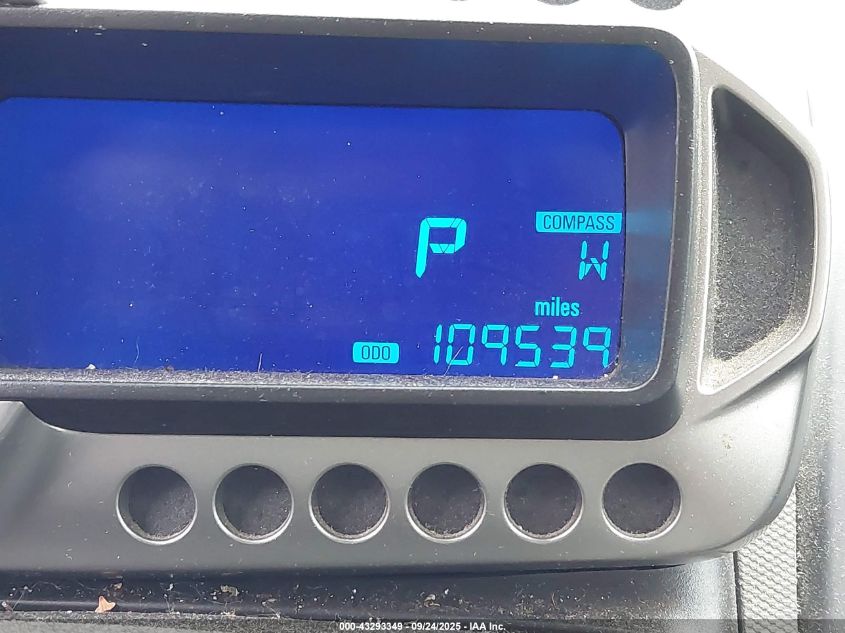 COMPASS
P
W
miles
ODO 109539
000-43293349 - 09/24/2025 - IAA Inc.